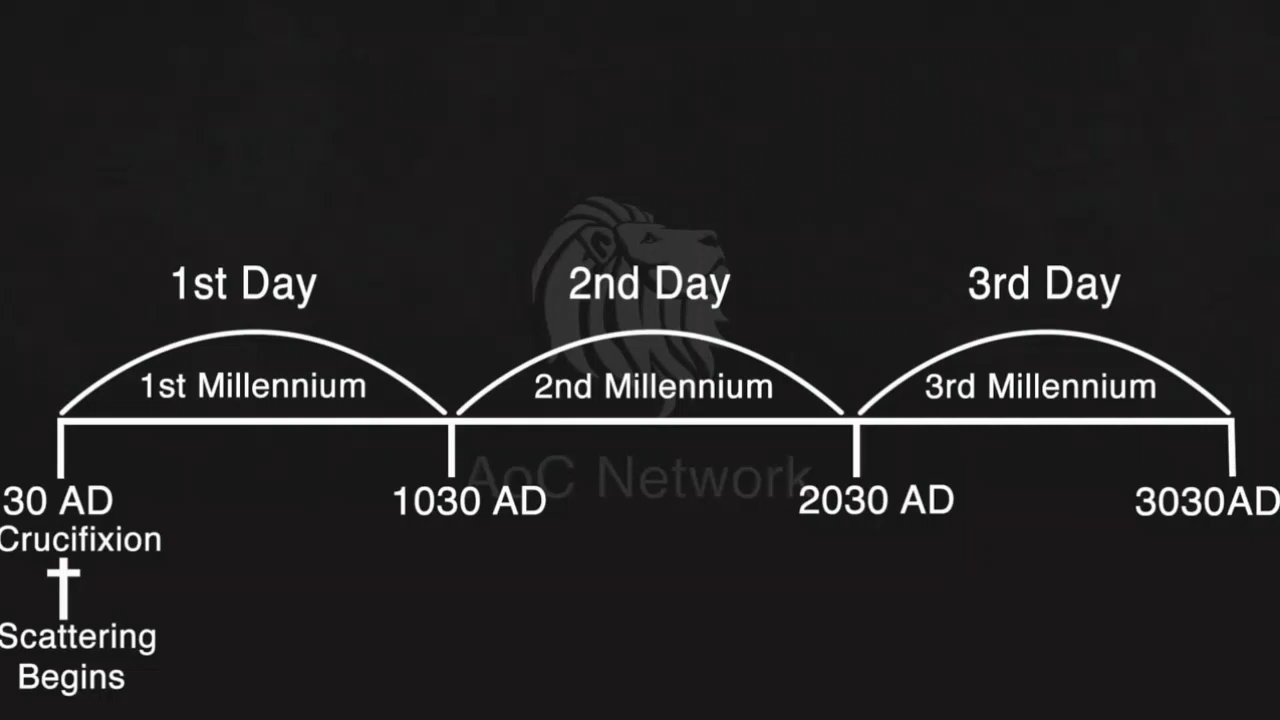 1st Day
2nd Day
3rd Day
1st Millennium
2nd Millennium
3rd Millennium
AoC Network
30 AD
1030 AD
2030 AD
3030AD
Crucifixion
Scattering
Begins